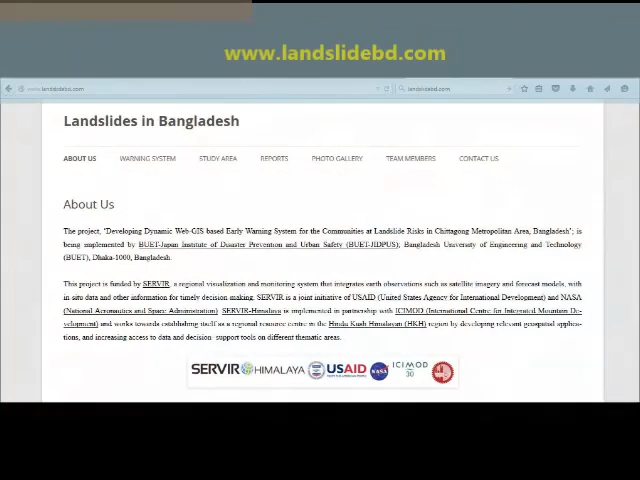 www.landslidebd.com
www.landslidebd.com
landslidebd.com
Landslides in Bangladesh
ABOUT US WARNING SYSTEM STUDY AREA REPORTS PHOTO GALLERY TEAM MEMBERS CONTACT US
About Us
The project, 'Developing Dynamic Web-GIS based Early Warning System for the Communities at Landslide Risks in Chittagong Metropolitan Area, Bangladesh'; is
being implemented by BUET-Japan Institute of Disaster Prevention and Urban Safety (BUET-JIDPUS); Bangladesh University of Engineering and Technology
(BUET), Dhaka-1000, Bangladesh.
This project is funded by SERVIR, a regional visualization and monitoring system that integrates earth observations such as satellite imagery and forecast models, with
in situ data and other information for timely decision-making. SERVIR is a joint initiative of USAID (United States Agency for International Development) and NASA
(National Aeronautics and Space Administration) SERVIR-Himalaya is implemented in partnership with ICIMOD (International Centre for Integrated Mountain De-
velopment) and works towards establishing itself as a regional resource centre in the Hindu Kush Himalayan (HKH) region by developing relevant geospatial applica-
tions, and increasing access to data and decision- support tools on different thematic areas.
SERVIR HIMALAYA USAID NASA ICIMOD
30